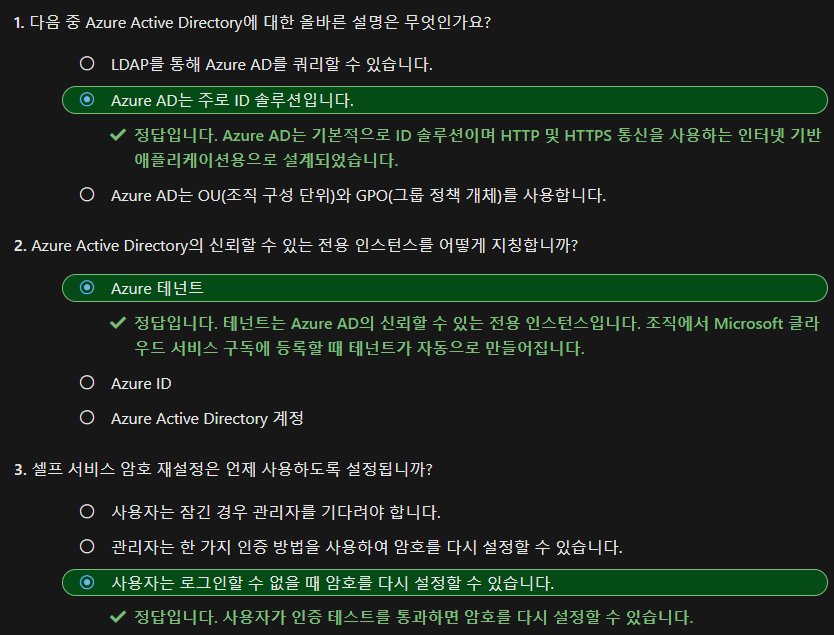 1. 다음 중 Azure Active Directory에 대한 올바른 설명은 무엇인가요?
LDAP를 통해 Azure AD를 쿼리할 수 있습니다.
Azure AD는 주로 ID 솔루션입니다.
정답입니다. Azure AD는 기본적으로 ID 솔루션이며 HTTP 및 HTTPS 통신을 사용하는 인터넷 기반
애플리케이션용으로 설계되었습니다.
Azure AD는 OU(조직 구성 단위)와 GPO(그룹 정책 개체)를 사용합니다.
2. Azure Active Directory의 신뢰할 수 있는 전용 인스턴스를 어떻게 지칭합니까?
Azure 테넌트
정답입니다. 테넌트는 Azure AD의 신뢰할 수 있는 전용 인스턴스입니다. 조직에서 Microsoft 클라
우드 서비스 구독에 등록할 때 테넌트가 자동으로 만들어집니다.
Azure ID
Azure Active Directory 계정
3. 셀프 서비스 암호 재설정은 언제 사용하도록 설정됩니까?
사용자는 잠긴 경우 관리자를 기다려야 합니다.
관리자는 한 가지 인증 방법을 사용하여 암호를 다시 설정할 수 있습니다.
사용자는 로그인할 수 없을 때 암호를 다시 설정할 수 있습니다.
정답입니다. 사용자가 인증 테스트를 통과하면 암호를 다시 설정할 수 있습니다.